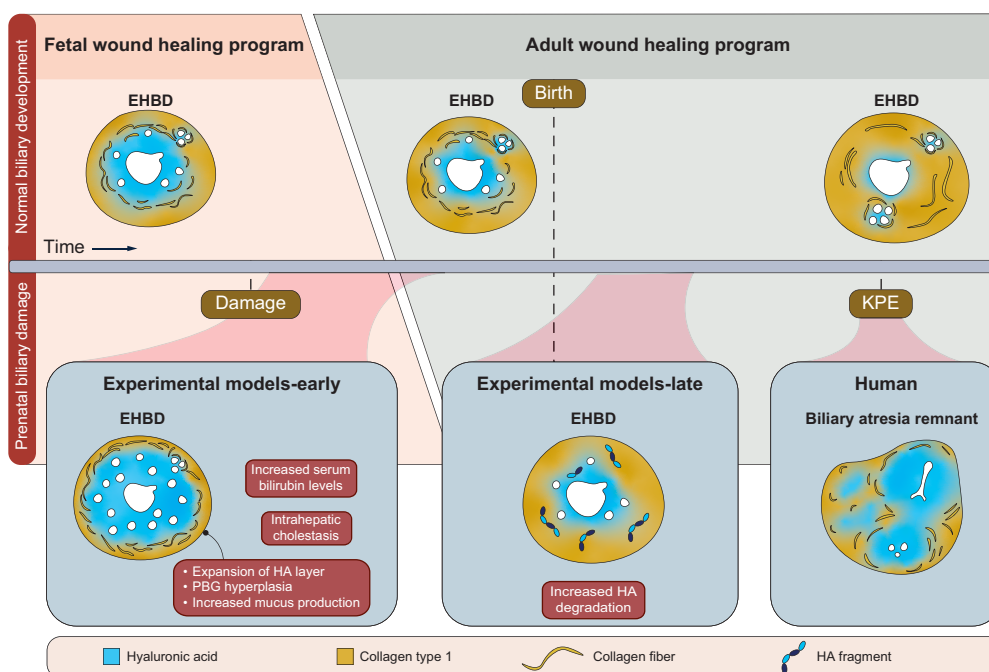 Normal biliary development
Prenatal biliary damage
Fetal wound healing program
Adult wound healing program
EHBD
EHBD
Birth
EHBD
Time
Damage
KPE
Experimental models-early
EHBD
Increased serum
bilirubin levels
Intrahepatic
cholestasis
• Expansion of HA layer
• PBG hyperplasia
• Increased mucus production
Experimental models-late
EHBD
Increased HA
degradation
Human
Biliary atresia remnant
Hyaluronic acid
Collagen type 1
Collagen fiber
HA fragment